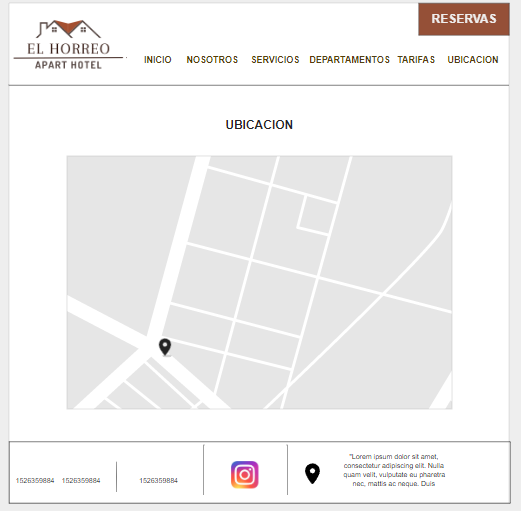 RESERVAS
EL HORREO
APART HOTEL
INICIO NOSOTROS SERVICIOS DEPARTAMENTOS TARIFAS UBICACION
UBICACION
1526359884 1526359884 1526359884
"Lorem ipsum dolor sit amet,
consectetur adipiscing elit. Nulla
quam velit, vulputate eu pharetra
nec, mattis ac neque. Duis